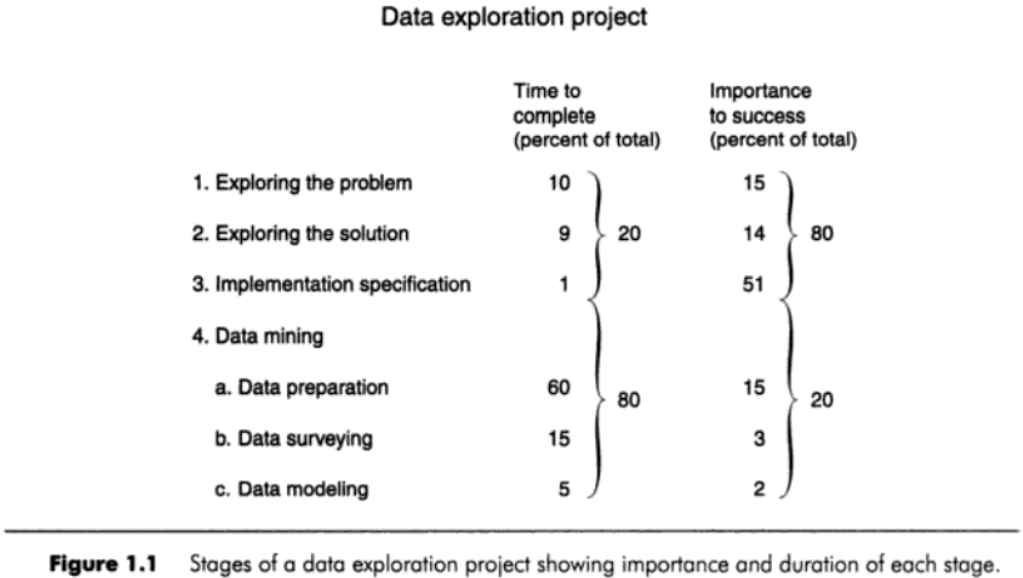 Data exploration project
Time to complete (percent of total) Importance to success (percent of total)
1. Exploring the problem 10 15
2. Exploring the solution 9 20 14 80
3. Implementation specification 1 51
4. Data mining
a. Data preparation 60 15
80 20
b. Data surveying 15 3
c. Data modeling 5 2
Figure 1.1 Stages of a data exploration project showing importance and duration of each stage.